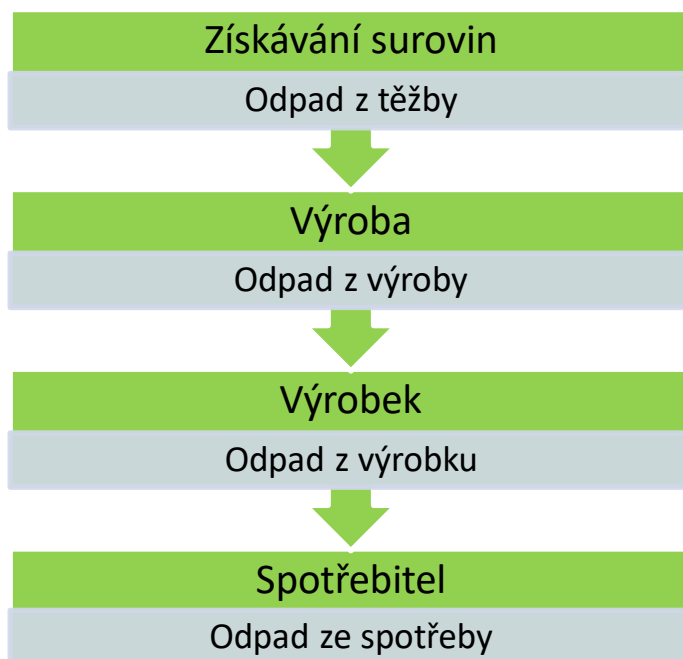 Získávání surovin
Odpad z těžby
Výroba
Odpad z výroby
Výrobek
Odpad z výrobku
Spotřebitel
Odpad ze spotřeby